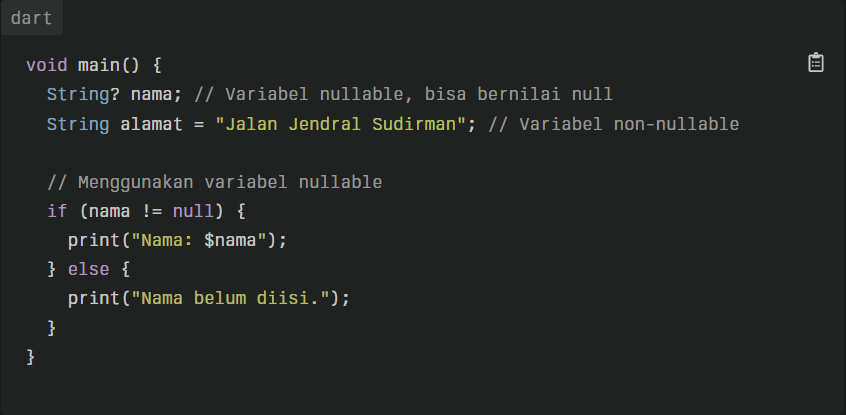 dart
void main() {
  String? nama; // Variabel nullable, bisa bernilai null
  String alamat = "Jalan Jendral Sudirman"; // Variabel non-nullable
  // Menggunakan variabel nullable
  if (nama != null) {
    print("Nama: $nama");
  } else {
    print("Nama belum diisi.");
  }
}